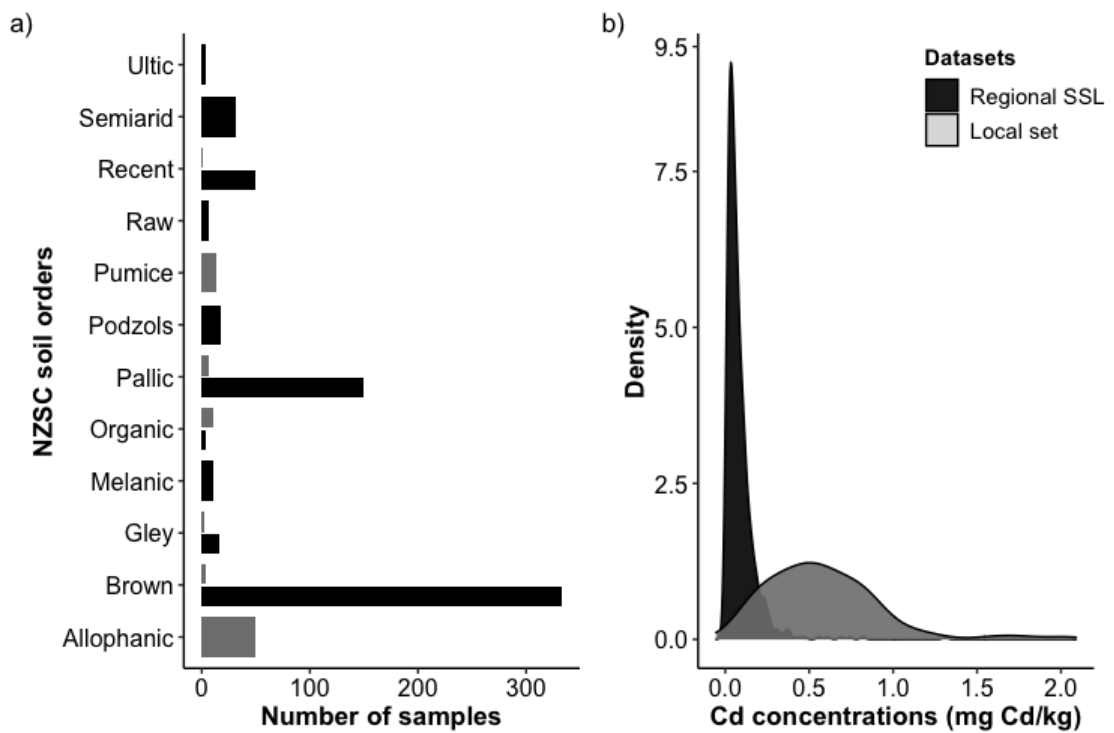 a)
NZSC soil orders
Ultic
Semiarid
Recent
Raw
Pumice
Podzols
Pallic
Organic
Melanic
Gley
Brown
Allophanic
0 100 200 300
Number of samples
b)
Density
9.5
7.5
5.0
2.5
0.0
Datasets
Regional SSL
Local set
0.0 0.5 1.0 1.5 2.0
Cd concentrations (mg Cd/kg)